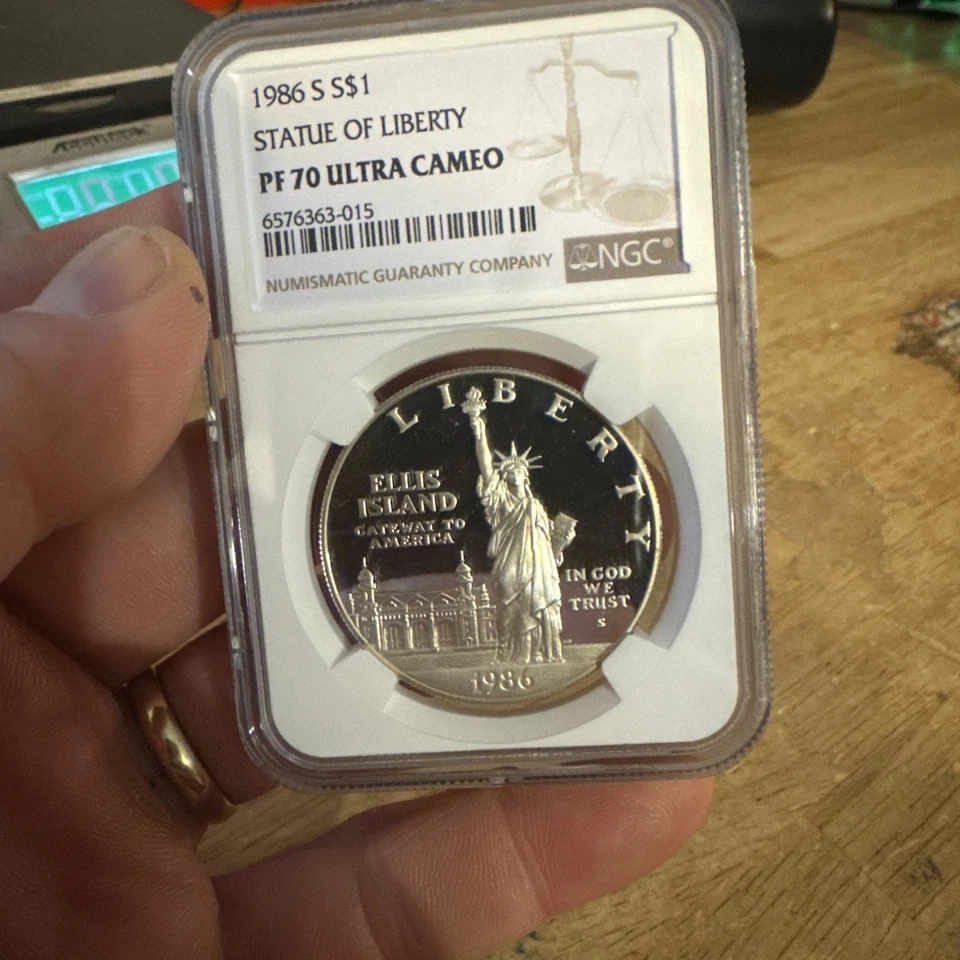 1986 S S$1
STATUE OF LIBERTY
PF 70 ULTRA CAMEO
6576363-015
NUMISMATIC GUARANTY COMPANY
NGC®
LIBERTY
ELLIS
ISLAND
GATEWAY TO
AMERICA
IN GOD
WE
TRUST
S
1986